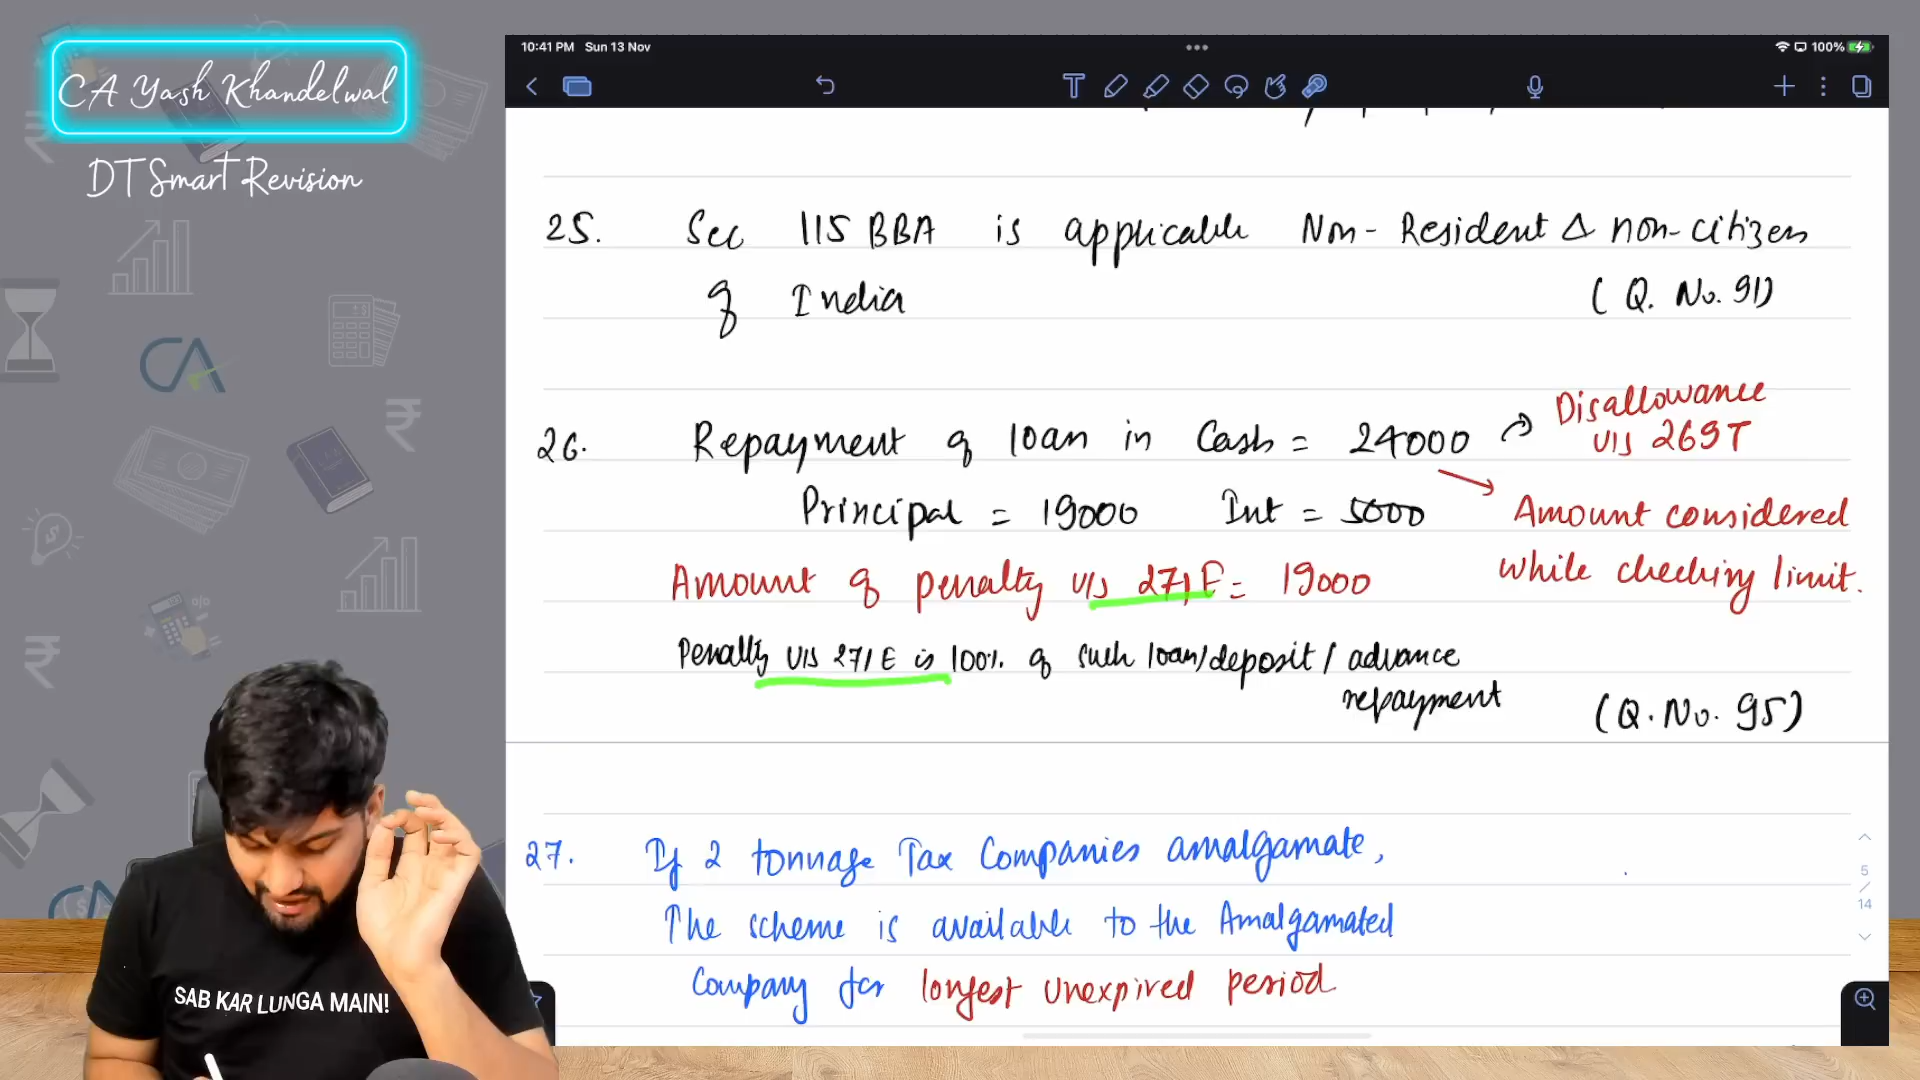 CA Yash Khandelwal
DT Smart Revision
10:41 PM Sun 13 Nov
100%
25. Sec 115 BBA is applicable Non-Resident & non-citizen
of India
( Q. No. 91)
26. Repayment of loan in Cash = 24000
Disallowance
u/s 269T
Principal = 19000 Int = 5000
Amount considered
while checking limit.
Amount of penalty u/s 271E = 19000
Penalty u/s 271E is 100% of such loan/deposit/advance
repayment
(Q. No. 95)
27. If 2 tonnage Tax Companies amalgamate,
The scheme is available to the Amalgamated
Company for longest unexpired period
5
/
14
CA
SAB KAR LUNGA MAIN!